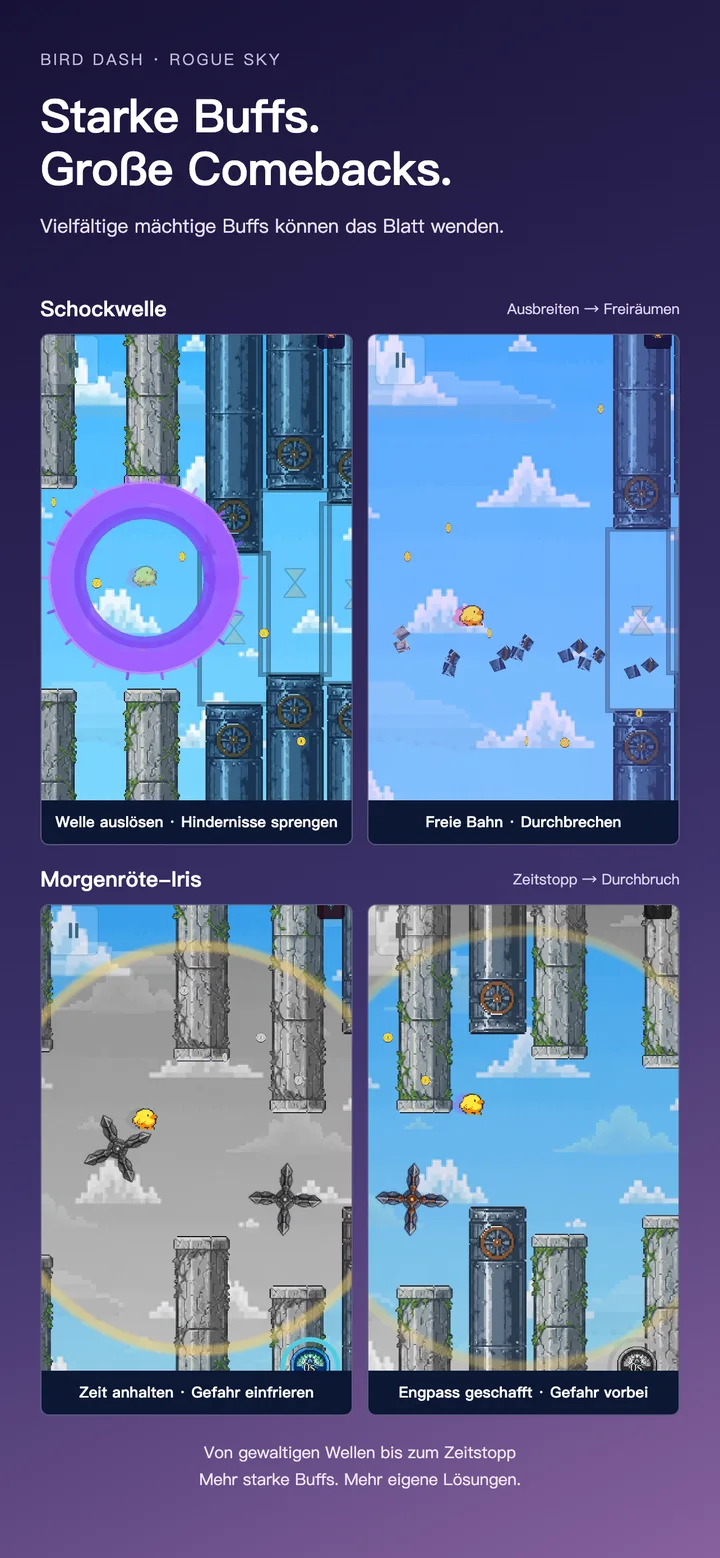 BIRD DASH · ROGUE SKY
Starke Buffs.
Große Comebacks.
Vielfältige mächtige Buffs können das Blatt wenden.
Schockwelle
Ausbreiten → Freiräumen
Welle auslösen · Hindernisse sprengen
Freie Bahn · Durchbrechen
Morgenröte–Iris
Zeitstopp → Durchbruch
0s
0s
Zeit anhalten · Gefahr einfrieren
Engpass geschafft · Gefahr vorbei
Von gewaltigen Wellen bis zum Zeitstopp
Mehr starke Buffs. Mehr eigene Lösungen.